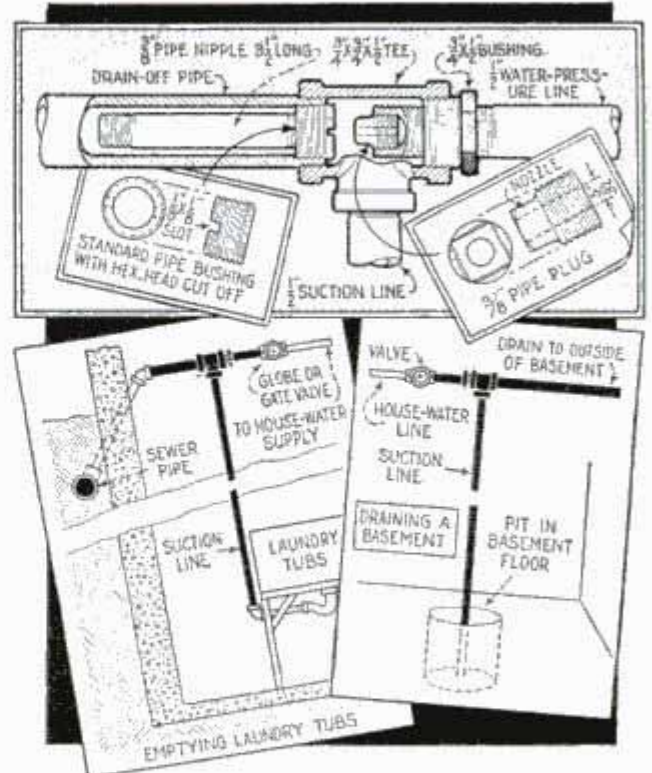 3/8" PIPE NIPPLE 3 1/2" LONG
3/4" X 3/4" X 1/2" TEE
3/4" X 1/2" BUSHING
DRAIN-OFF PIPE
1/2" WATER-PRESS-
URE LINE
SLOT
STANDARD PIPE BUSHING
WITH HEX. HEAD CUT OFF
1/2" SUCTION LINE
NOZZLE
3/8" PIPE PLUG
GLOBE OR
GATE VALVE
TO HOUSE-WATER
SUPPLY
SEWER
PIPE
SUCTION
LINE
LAUNDRY
TUBS
EMPTYING LAUNDRY TUBS
VALVE
DRAIN TO OUTSIDE
OF BASEMENT
HOUSE-WATER
LINE
SUCTION
LINE
DRAINING A
BASEMENT
PIT IN
BASEMENT
FLOOR